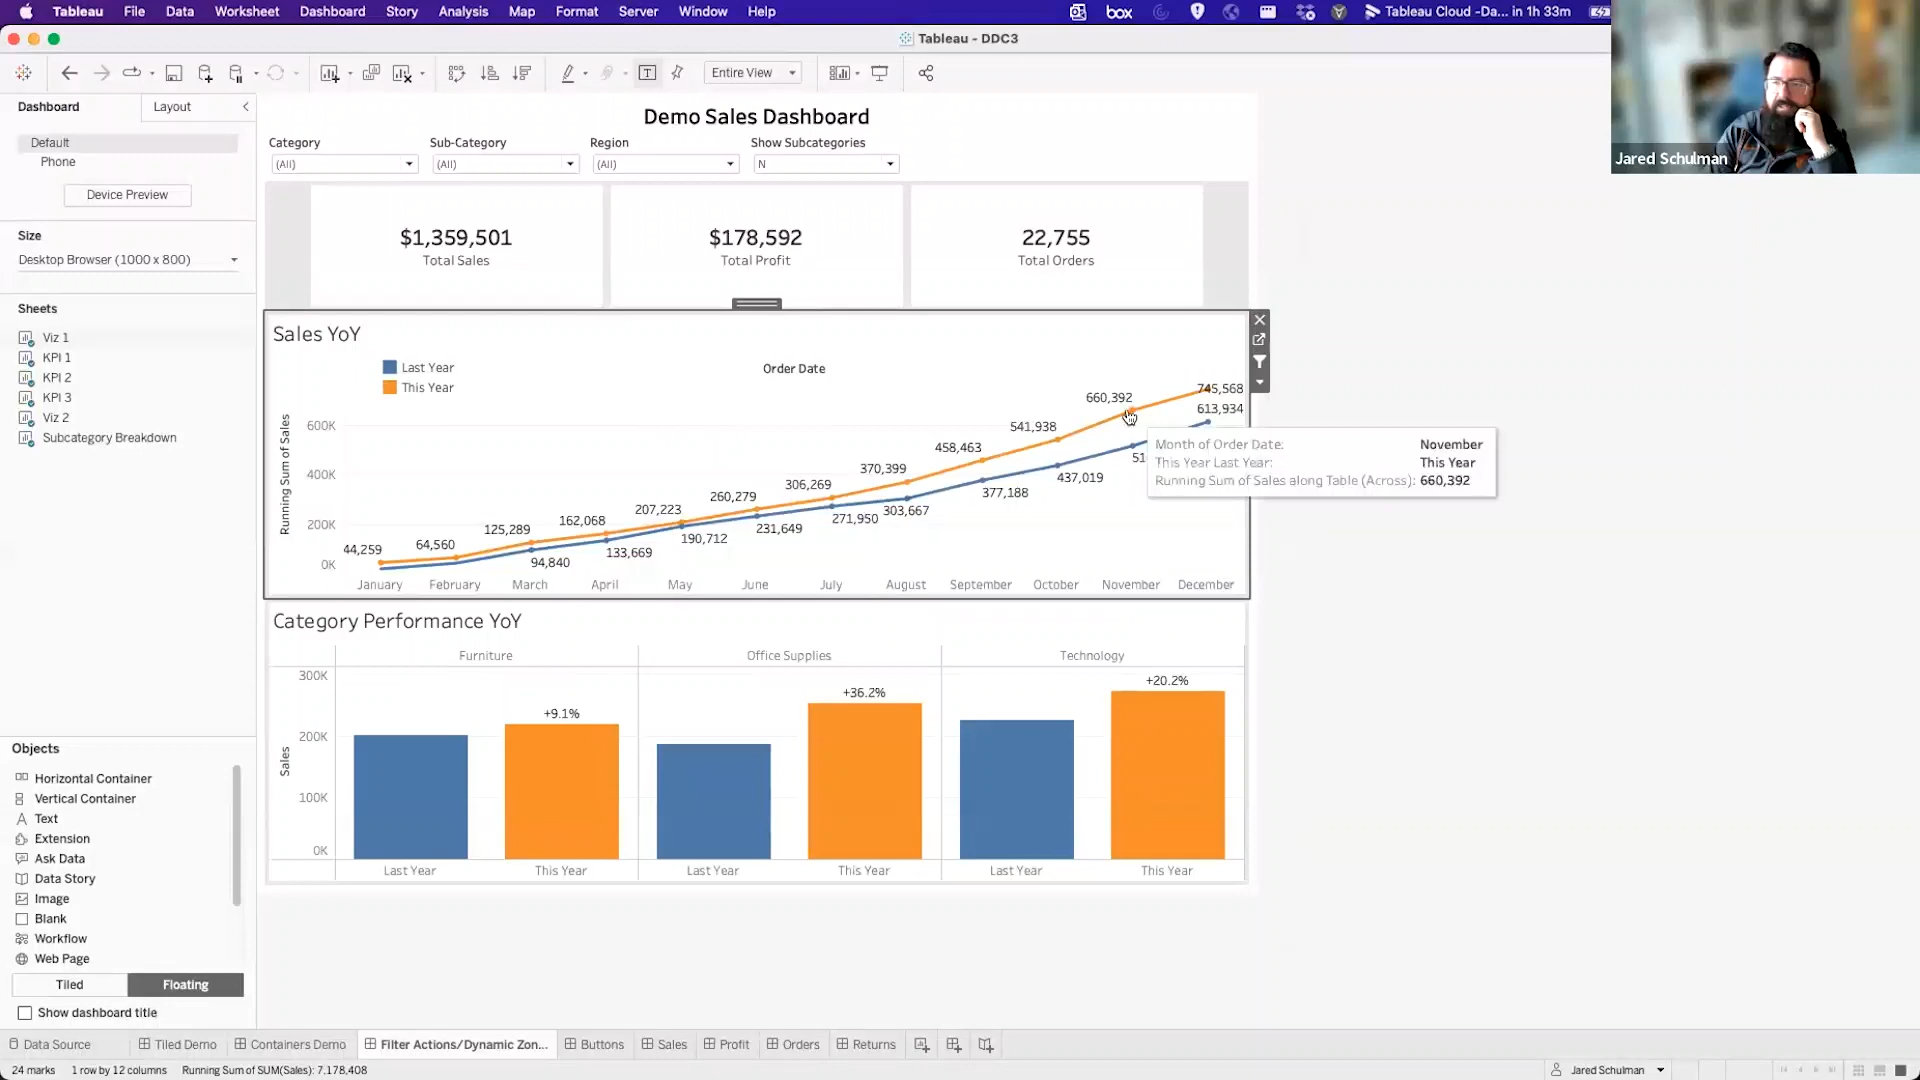 Tableau File Data Worksheet Dashboard Story Analysis Map Format Server Window Help
box Tableau Cloud -Da... in 1h 33m
Tableau - DDC3
Entire View
Dashboard Layout
Default
Phone
Device Preview
Size
Desktop Browser (1000 x 800)
Sheets
Viz 1
KPI 1
KPI 2
KPI 3
Viz 2
Subcategory Breakdown
Objects
Horizontal Container
Vertical Container
Text
Extension
Ask Data
Data Story
Image
Blank
Workflow
Web Page
Tiled Floating
Show dashboard title
Demo Sales Dashboard
Category Sub-Category Region Show Subcategories
(All) (All) (All) N
$1,359,501 $178,592 22,755
Total Sales Total Profit Total Orders
Sales YoY
Last Year
This Year
Order Date
Running Sum of Sales
600K
400K
200K
0K
44,259 64,560 125,289 162,068 207,223 260,279 306,269 370,399 458,463 541,938 660,392 745,568
94,840 133,669 190,712 231,649 271,950 303,667 377,188 437,019 51 613,934
January February March April May June July August September October November December
Month of Order Date: November
This Year Last Year: This Year
Running Sum of Sales along Table (Across): 660,392
Category Performance YoY
Furniture Office Supplies Technology
Sales
300K
200K
100K
0K
+9.1% +36.2% +20.2%
Last Year This Year Last Year This Year Last Year This Year
Jared Schulman
Data Source Tiled Demo Containers Demo Filter Actions/Dynamic Zon... Buttons Sales Profit Orders Returns
24 marks 1 row by 12 columns Running Sum of SUM(Sales): 7,178,408
Jared Schulman